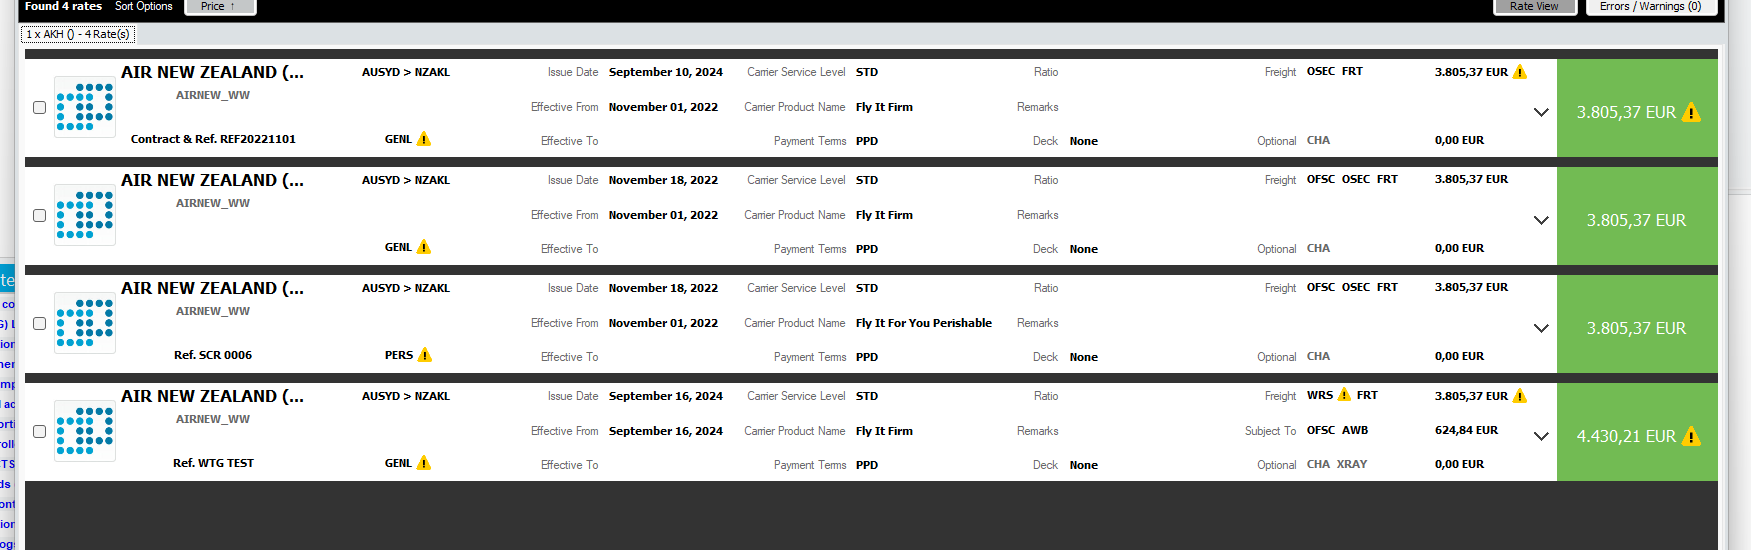 Found 4 rates Sort Options Price ↑ Rate View Errors / Warnings (0)
1 x AKH () - 4 Rate(s)
AIR NEW ZEALAND (... AUSYD > NZAKL Issue Date September 10, 2024 Carrier Service Level STD Ratio Freight OSEC FRT 3.805,37 EUR
AIRNEW_WW Effective From November 01, 2022 Carrier Product Name Fly It Firm Remarks 3.805,37 EUR
Contract & Ref. REF20221101 GENL Effective To Payment Terms PPD Deck None Optional CHA 0,00 EUR
AIR NEW ZEALAND (... AUSYD > NZAKL Issue Date November 18, 2022 Carrier Service Level STD Ratio Freight OFSC OSEC FRT 3.805,37 EUR
AIRNEW_WW Effective From November 01, 2022 Carrier Product Name Fly It Firm Remarks 3.805,37 EUR
GENL Effective To Payment Terms PPD Deck None Optional CHA 0,00 EUR
AIR NEW ZEALAND (... AUSYD > NZAKL Issue Date November 18, 2022 Carrier Service Level STD Ratio Freight OFSC OSEC FRT 3.805,37 EUR
AIRNEW_WW Effective From November 01, 2022 Carrier Product Name Fly It For You Perishable Remarks 3.805,37 EUR
Ref. SCR 0006 PERS Effective To Payment Terms PPD Deck None Optional CHA 0,00 EUR
AIR NEW ZEALAND (... AUSYD > NZAKL Issue Date September 16, 2024 Carrier Service Level STD Ratio Freight WRS FRT 3.805,37 EUR
AIRNEW_WW Effective From September 16, 2024 Carrier Product Name Fly It Firm Remarks Subject To OFSC AWB 624,84 EUR 4.430,21 EUR
Ref. WTG TEST GENL Effective To Payment Terms PPD Deck None Optional CHA XRAY 0,00 EUR